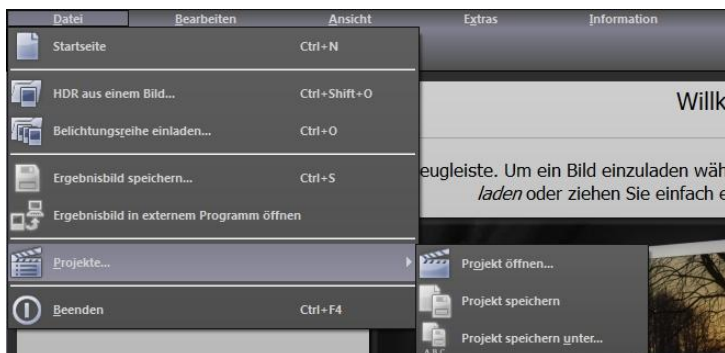 Datei Bearbeiten Ansicht Extras Information
Startseite Ctrl+N
HDR aus einem Bild... Ctrl+Shift+O
Belichtungsreihe einladen... Ctrl+O
Ergebnisbild speichern... Ctrl+S
Ergebnisbild in externem Programm öffnen
Projekte...
Beenden Ctrl+F4
Projekt öffnen...
Projekt speichern
Projekt speichern unter...
Willk
eugleiste. Um ein Bild einzuladen wäh
laden oder ziehen Sie einfach e